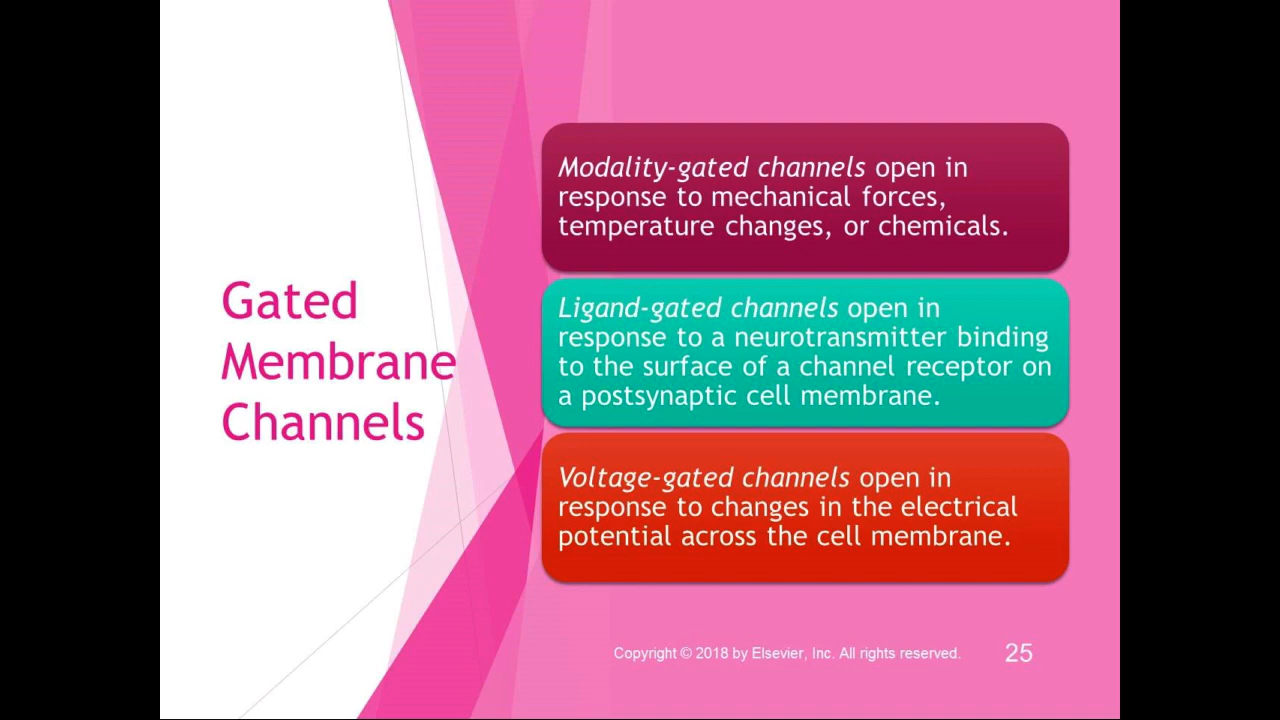 Gated
Membrane
Channels
Modality-gated channels open in
response to mechanical forces,
temperature changes, or chemicals.
Ligand-gated channels open in
response to a neurotransmitter binding
to the surface of a channel receptor on
a postsynaptic cell membrane.
Voltage-gated channels open in
response to changes in the electrical
potential across the cell membrane.
Copyright © 2018 by Elsevier, Inc. All rights reserved.
25